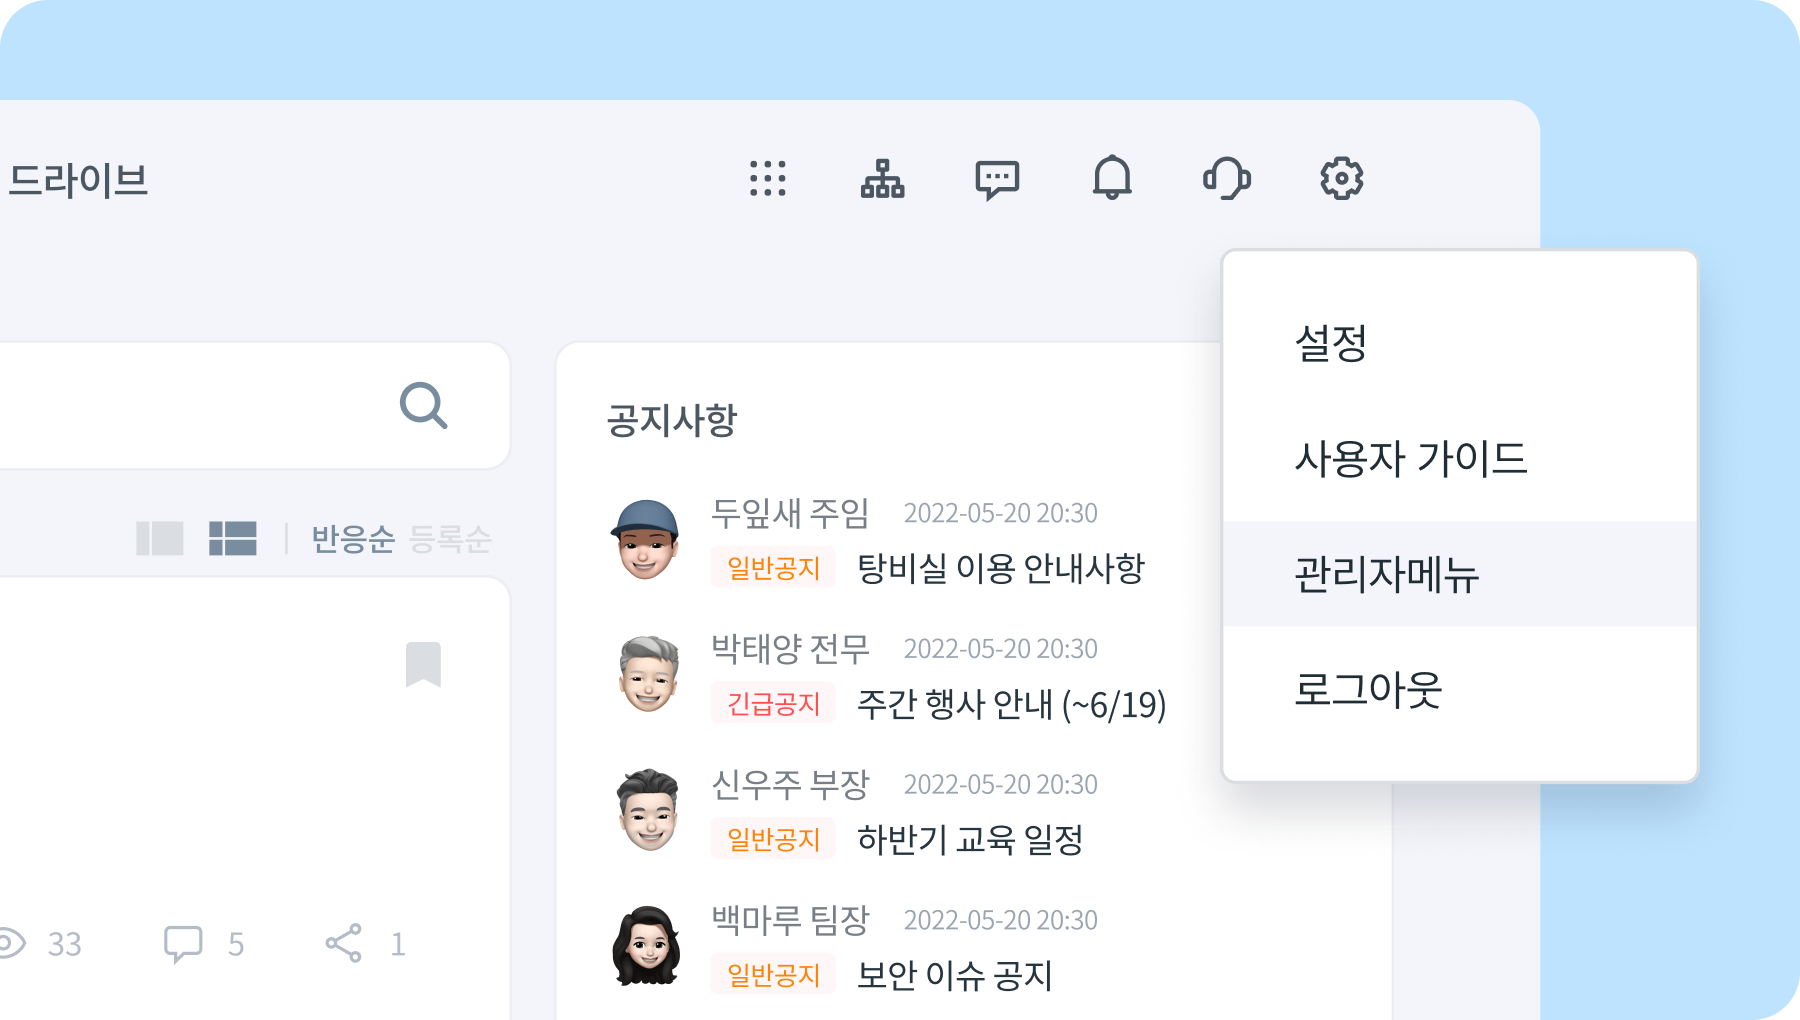 드라이브
반응순 등록순
33 5 1
공지사항
두잎새 주임 2022-05-20 20:30
일반공지 탕비실 이용 안내사항
박태양 전무 2022-05-20 20:30
긴급공지 주간 행사 안내 (~6/19)
신우주 부장 2022-05-20 20:30
일반공지 하반기 교육 일정
백마루 팀장 2022-05-20 20:30
일반공지 보안 이슈 공지
설정
사용자 가이드
관리자메뉴
로그아웃